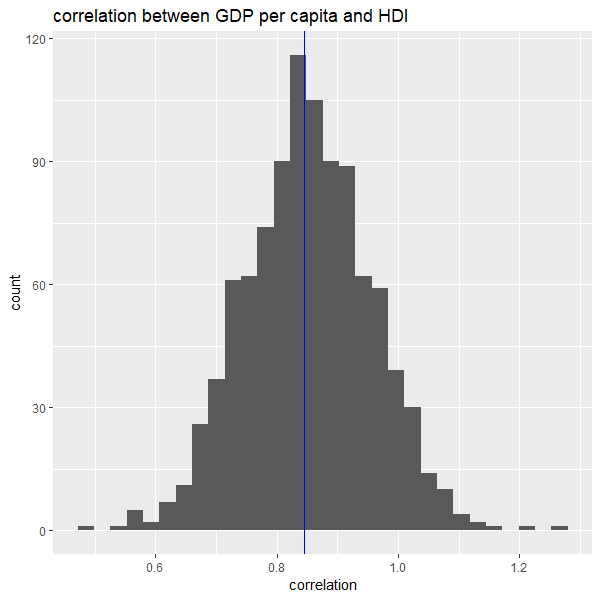 correlation between GDP per capita and HDI
120
90
60
30
0
count
0.6 0.8 1.0 1.2
correlation